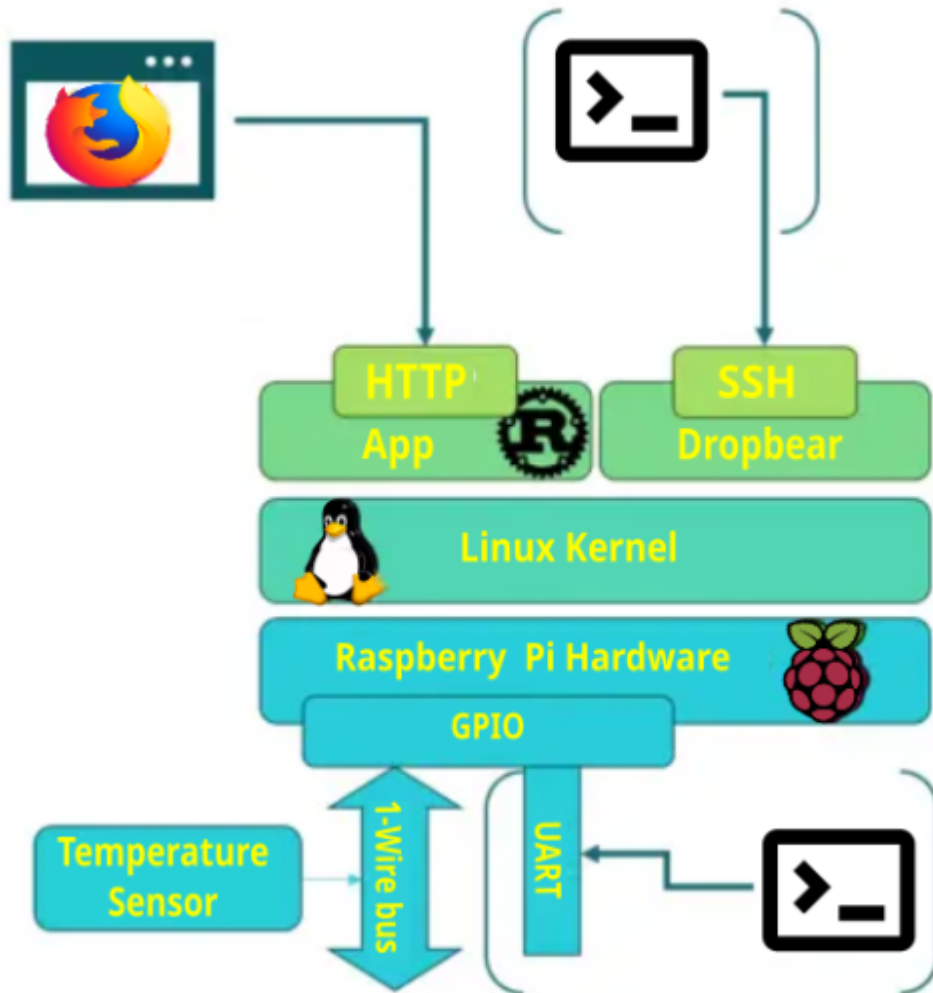 >_
HTTP
SSH
App
R
Dropbear
Linux Kernel
Raspberry Pi Hardware
GPIO
1-Wire bus
UART
Temperature
Sensor
>_